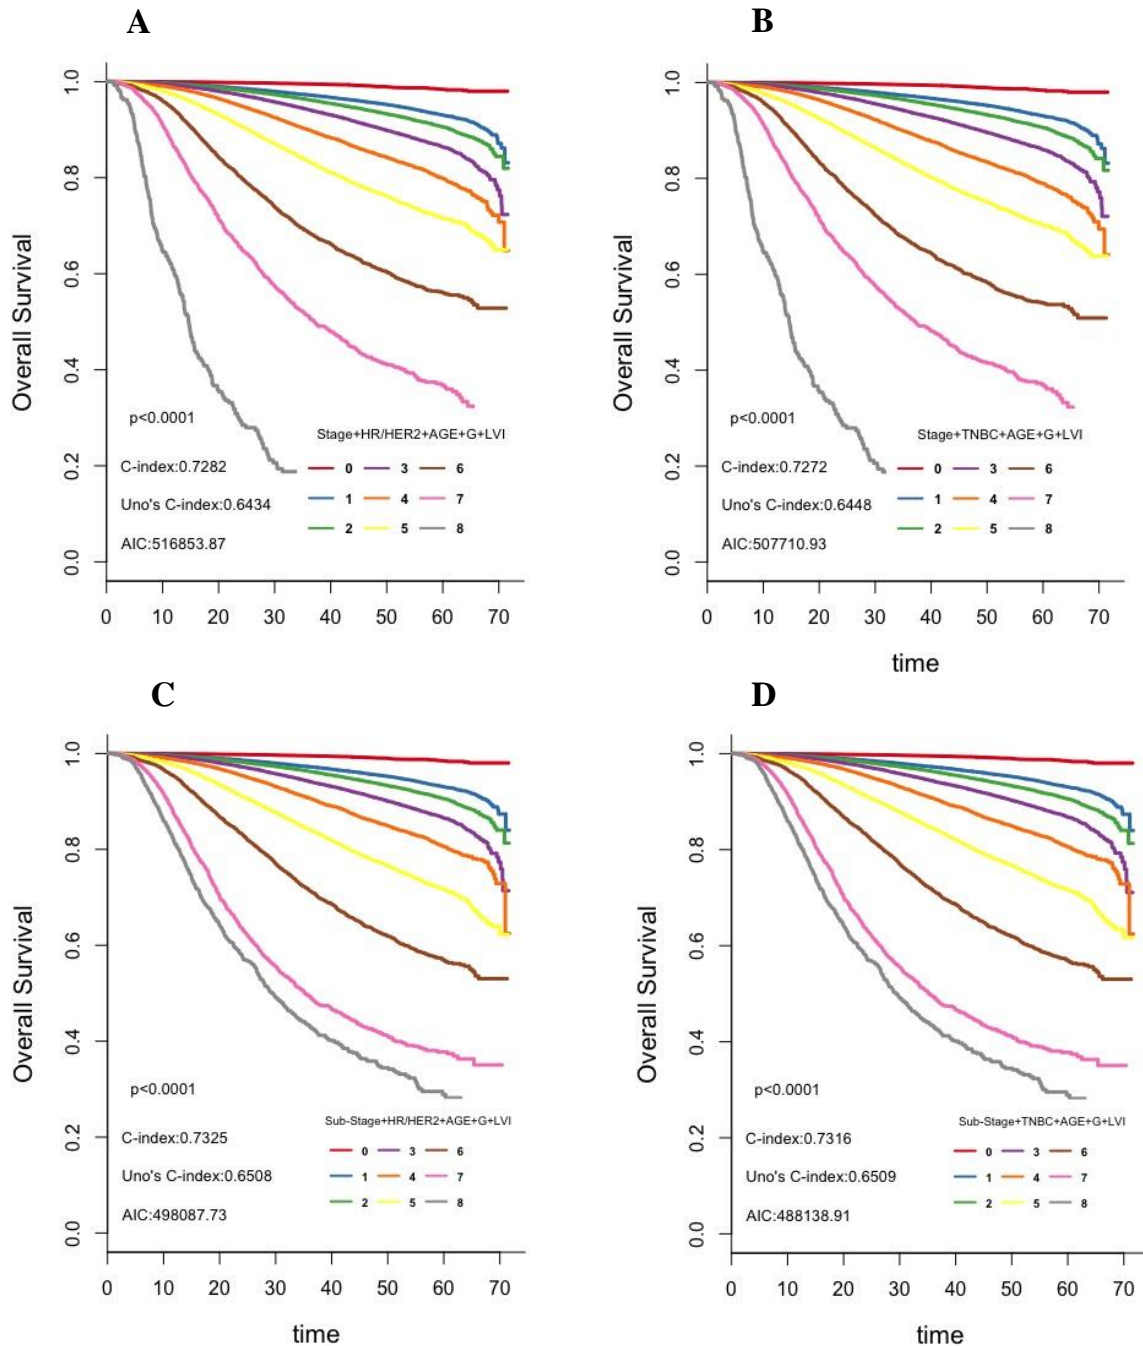 A
1.0
0.8
0.6
0.4
0.2
0.0
Overall Survival
p<0.0001
C-index:0.7282
Uno's C-index:0.6434
AIC:516853.87
Stage+HR/HER2+AGE+G+LVI
0 3 6
1 4 7
2 5 8
0 10 20 30 40 50 60 70
B
1.0
0.8
0.6
0.4
0.2
0.0
Overall Survival
p<0.0001
C-index:0.7272
Uno's C-index:0.6448
AIC:507710.93
Stage+TNBC+AGE+G+LVI
0 3 6
1 4 7
2 5 8
0 10 20 30 40 50 60 70
time
C
1.0
0.8
0.6
0.4
0.2
0.0
Overall Survival
p<0.0001
C-index:0.7325
Uno's C-index:0.6508
AIC:498087.73
Sub-Stage+HR/HER2+AGE+G+LVI
0 3 6
1 4 7
2 5 8
0 10 20 30 40 50 60 70
time
D
1.0
0.8
0.6
0.4
0.2
0.0
Overall Survival
p<0.0001
C-index:0.7316
Uno's C-index:0.6509
AIC:488138.91
Sub-Stage+TNBC+AGE+G+LVI
0 3 6
1 4 7
2 5 8
0 10 20 30 40 50 60 70
time